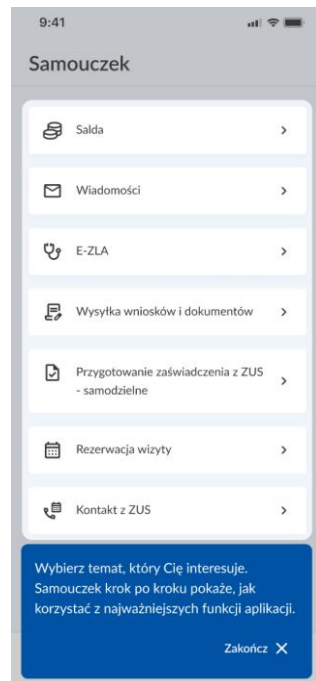 9:41
Samouczek
Salda
Wiadomości
E-ZLA
Wysyłka wniosków i dokumentów
Przygotowanie zaświadczenia z ZUS
- samodzielne
Rezerwacja wizyty
Kontakt z ZUS
Wybierz temat, który Cię interesuje.
Samouczek krok po kroku pokaże, jak
korzystać z najważniejszych funkcji aplikacji.
Zakończ